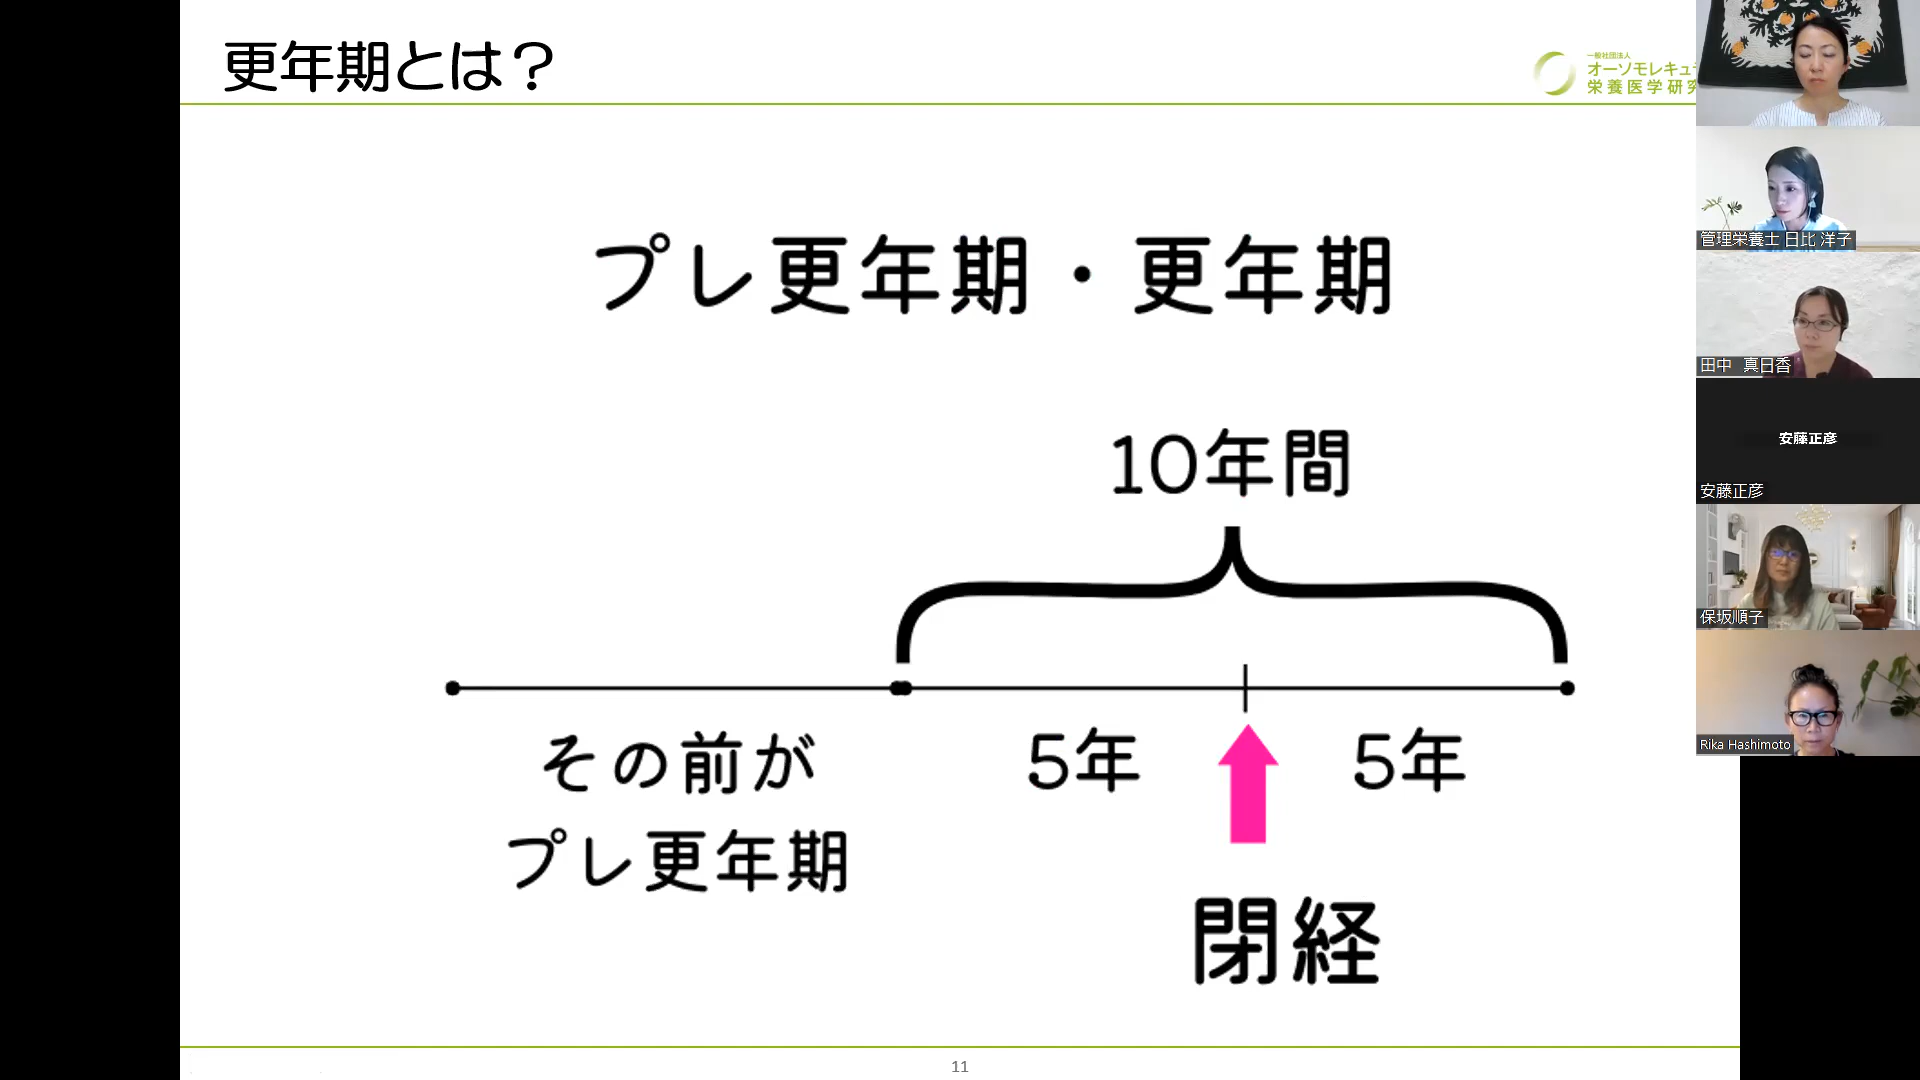 更年期とは？
一般社団法人
オーソモレキュ
栄養医学研究
プレ更年期・更年期
10年間
その前が
プレ更年期
5年
5年
閉経
11
管理栄養士 日比 洋子
田中 真日香
安藤正彦
安藤正彦
保坂順子
Rika Hashimoto